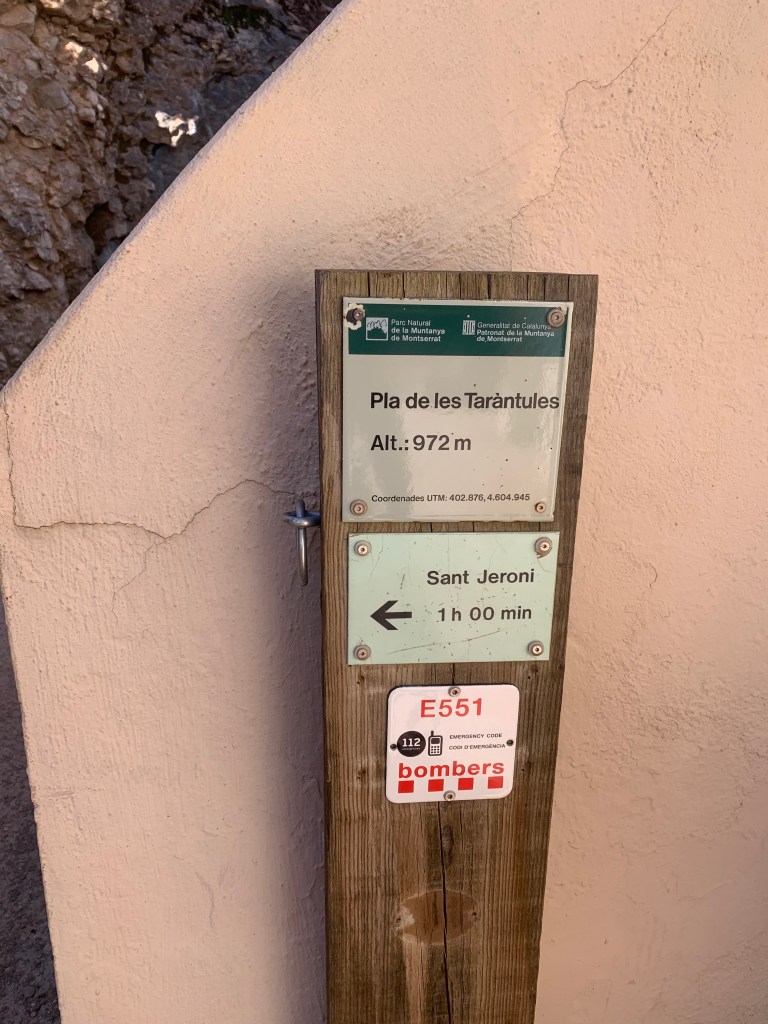 Parc Natural
de la Muntanya
de Montserrat
Generalitat de Catalunya
Patronat de la Muntanya
de Montserrat
Pla de les Taràntules
Alt.: 972 m
Coordenades UTM: 402.876, 4.604.945
Sant Jeroni
← 1 h 00 min
E551
112
EMERGENCY CODE
CODI D'EMERGÈNCIA
bombers